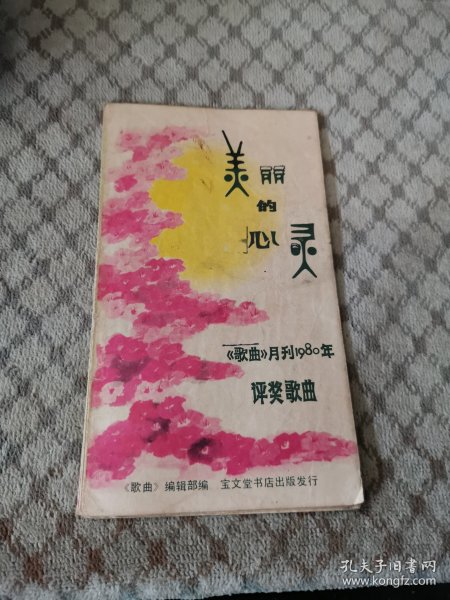 美丽
的
心灵
《歌曲》月刊1980年
评奖歌曲
《歌曲》编辑部编 宝文堂书店出版发行
孔夫子旧书网
www.kongfz.com